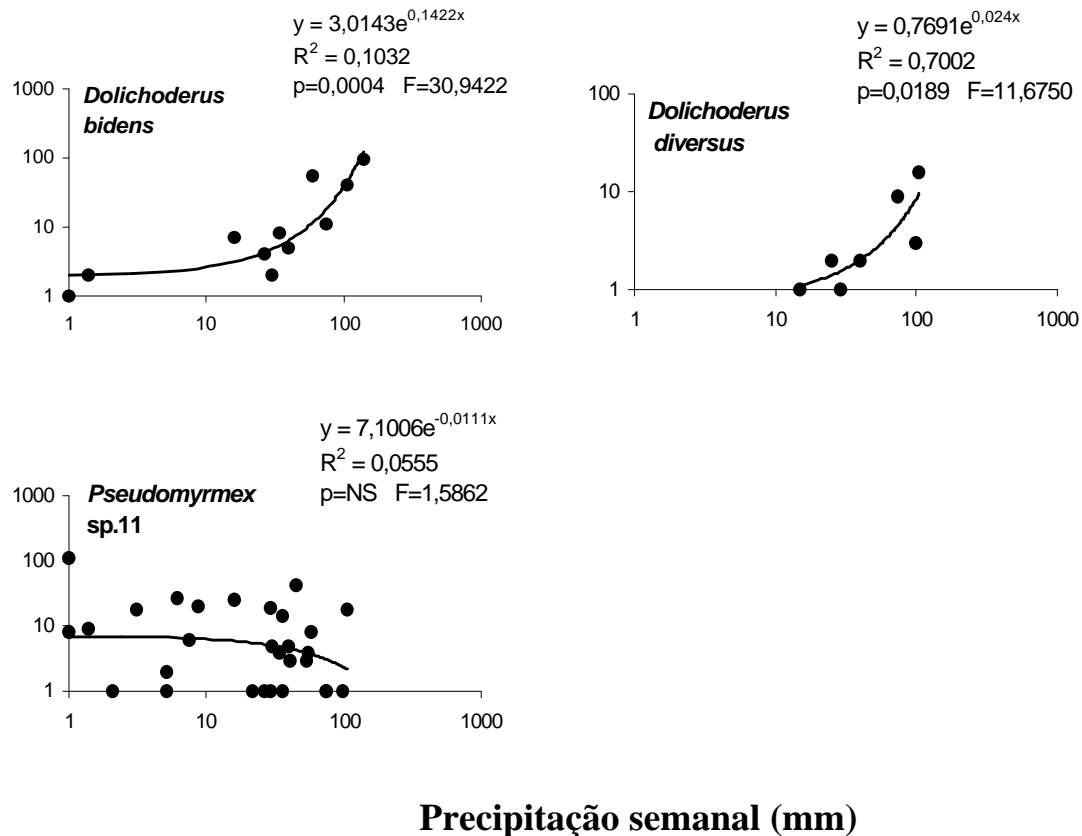 y = 3,0143e^0,1422x
R² = 0,1032
p=0,0004 F=30,9422
Dolichoderus
bidens
1000
100
10
1
1 10 100 1000
y = 0,7691e^0,024x
R² = 0,7002
p=0,0189 F=11,6750
Dolichoderus
diversus
100
10
1
1 10 100 1000
y = 7,1006e^-0,0111x
R² = 0,0555
p=NS F=1,5862
Pseudomyrmex
sp.11
1000
100
10
1
1 10 100 1000
Precipitação semanal (mm)